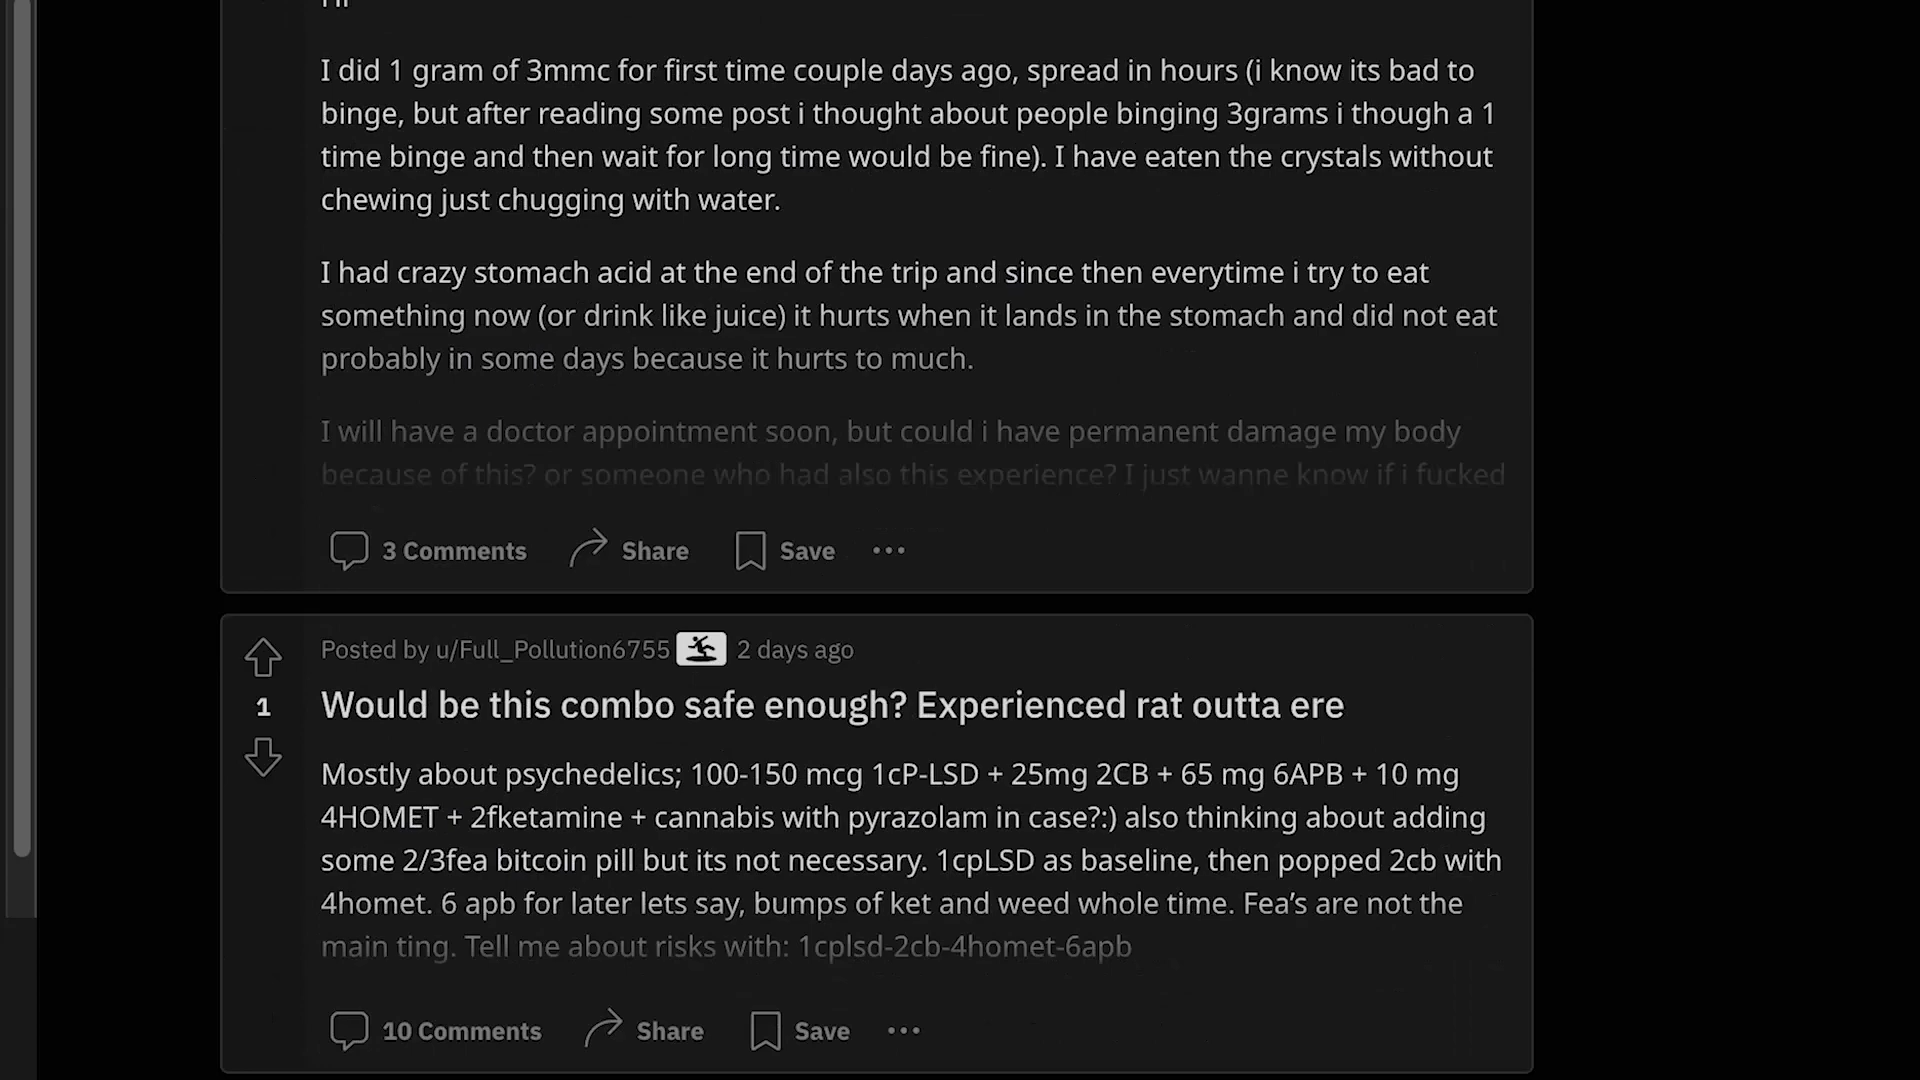 I did 1 gram of 3mmc for first time couple days ago, spread in hours (i know its bad to
binge, but after reading some post i thought about people binging 3grams i though a 1
time binge and then wait for long time would be fine). I have eaten the crystals without
chewing just chugging with water.
I had crazy stomach acid at the end of the trip and since then everytime i try to eat
something now (or drink like juice) it hurts when it lands in the stomach and did not eat
probably in some days because it hurts to much.
I will have a doctor appointment soon, but could i have permanent damage my body
because of this? or someone who had also this experience? I just wanne know if i fucked
3 Comments Share Save
1
Posted by u/Full_Pollution6755 2 days ago
Would be this combo safe enough? Experienced rat outta ere
Mostly about psychedelics; 100-150 mcg 1cP-LSD + 25mg 2CB + 65 mg 6APB + 10 mg
4HOMET + 2fketamine + cannabis with pyrazolam in case?:) also thinking about adding
some 2/3fea bitcoin pill but its not necessary. 1cpLSD as baseline, then popped 2cb with
4homet. 6 apb for later lets say, bumps of ket and weed whole time. Fea’s are not the
main ting. Tell me about risks with: 1cplsd-2cb-4homet-6apb
10 Comments Share Save